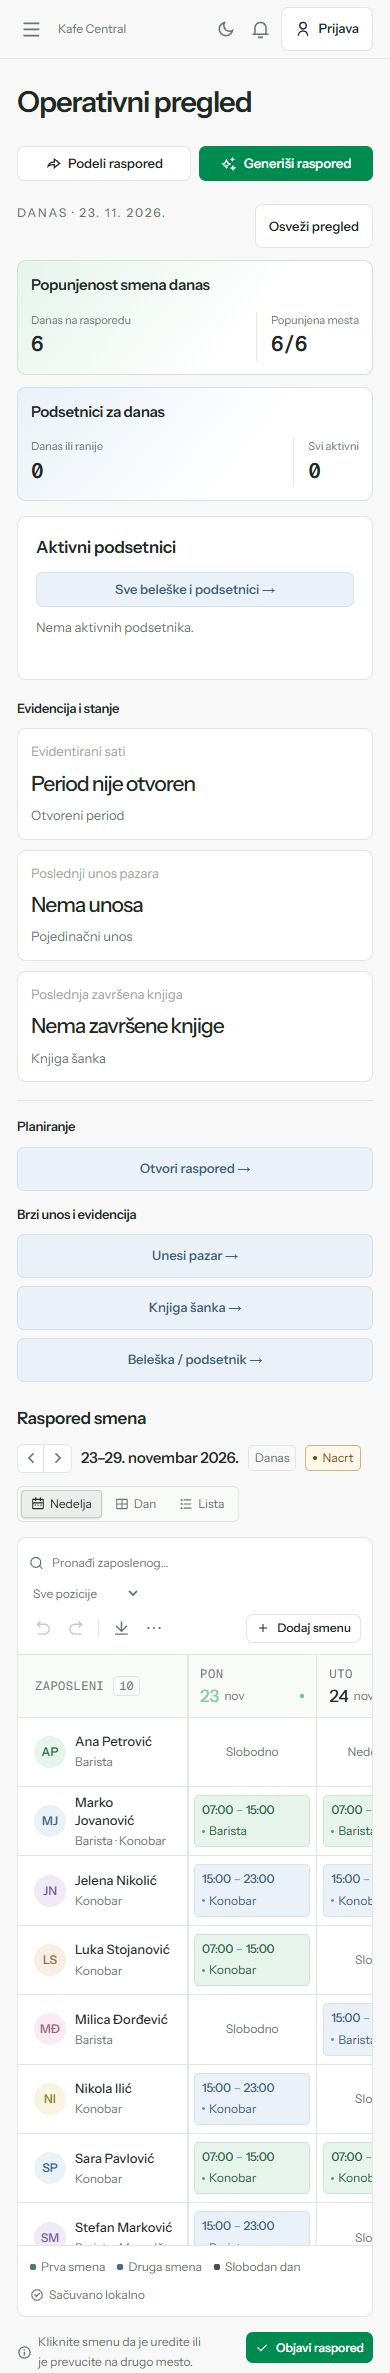 Kafe Central
Prijava
Operativni pregled
Podeli raspored
Generiši raspored
DANAS · 23. 11. 2026.
Osveži pregled
Popunjenost smena danas
Danas na rasporedu
Popunjena mesta
6
6/6
Podsetnici za danas
Danas ili ranije
Svi aktivni
0
0
Aktivni podsetnici
Sve beleške i podsetnici →
Nema aktivnih podsetnika.
Evidencija i stanje
Evidentirani sati
Period nije otvoren
Otvoreni period
Poslednji unos pazara
Nema unosa
Pojedinačni unos
Poslednja završena knjiga
Nema završene knjige
Knjiga šanka
Planiranje
Otvori raspored →
Brzi unos i evidencija
Unesi pazar →
Knjiga šanka →
Beleška / podsetnik →
Raspored smena
23–29. novembar 2026.
Danas
• Nacrt
Nedelja
Dan
Lista
Pronađi zaposlenog...
Sve pozicije
+ Dodaj smenu
ZAPOSLENI 10
PON
23 nov
UTO
24 nov
AP
Ana Petrović
Barista
Slobodno
Nedo
MJ
Marko
Jovanović
Barista · Konobar
07:00 – 15:00
• Barista
07:00 –
• Barista
JN
Jelena Nikolić
Konobar
15:00 – 23:00
• Konobar
15:00 –
• Konob
LS
Luka Stojanović
Konobar
07:00 – 15:00
• Konobar
Slo
MĐ
Milica Đorđević
Barista
Slobodno
15:00 –
• Barista
NI
Nikola Ilić
Konobar
15:00 – 23:00
• Konobar
Slo
SP
Sara Pavlović
Konobar
07:00 – 15:00
• Konobar
07:00 –
• Konob
SM
Stefan Marković
15:00 – 23:00
Slo
Prva smena
Druga smena
Slobodan dan
Sačuvano lokalno
Kliknite smenu da je uredite ili
je prevucite na drugo mesto.
Objavi raspored